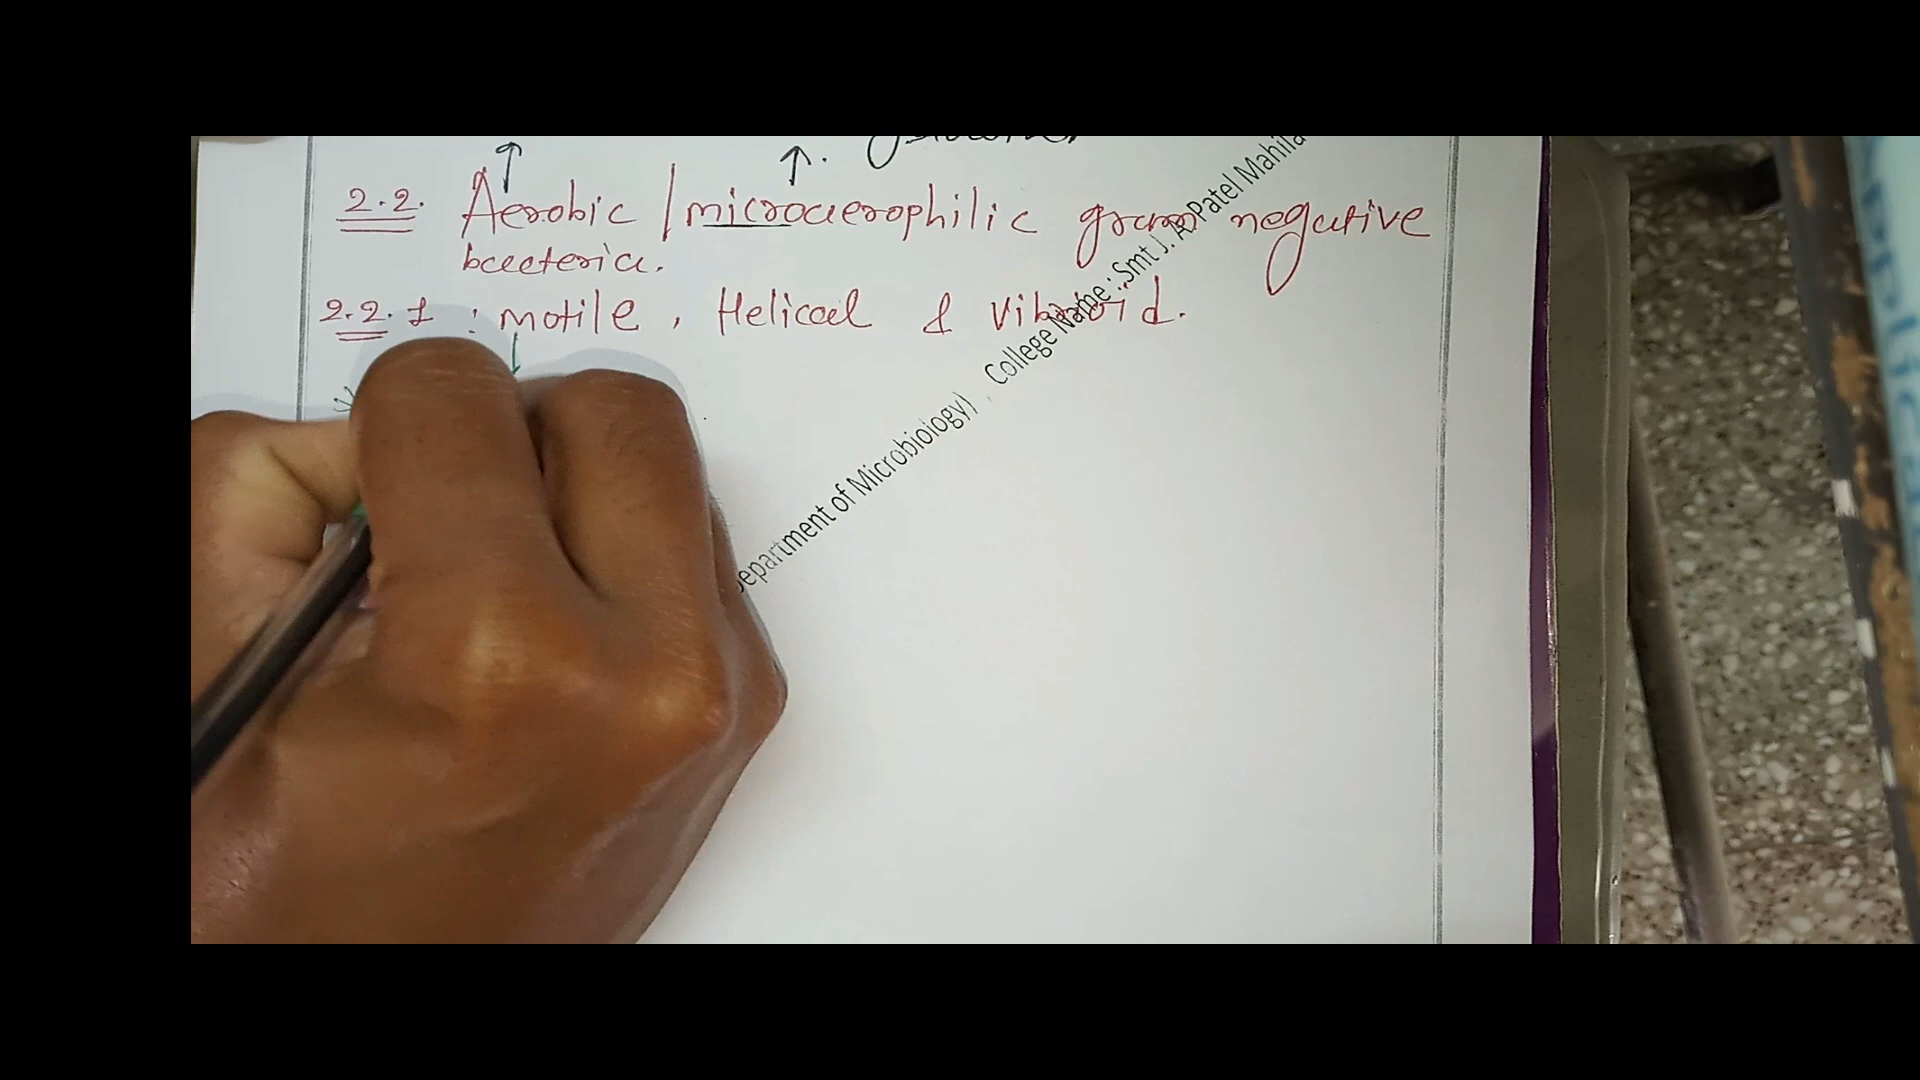 2.2. Aerobic / microaerophilic gram negative
bacteria.
2.2.1 : motile, Helical & Vibrioid.
Department of Microbiology) , College Name : Smt J. A. Patel Mahila